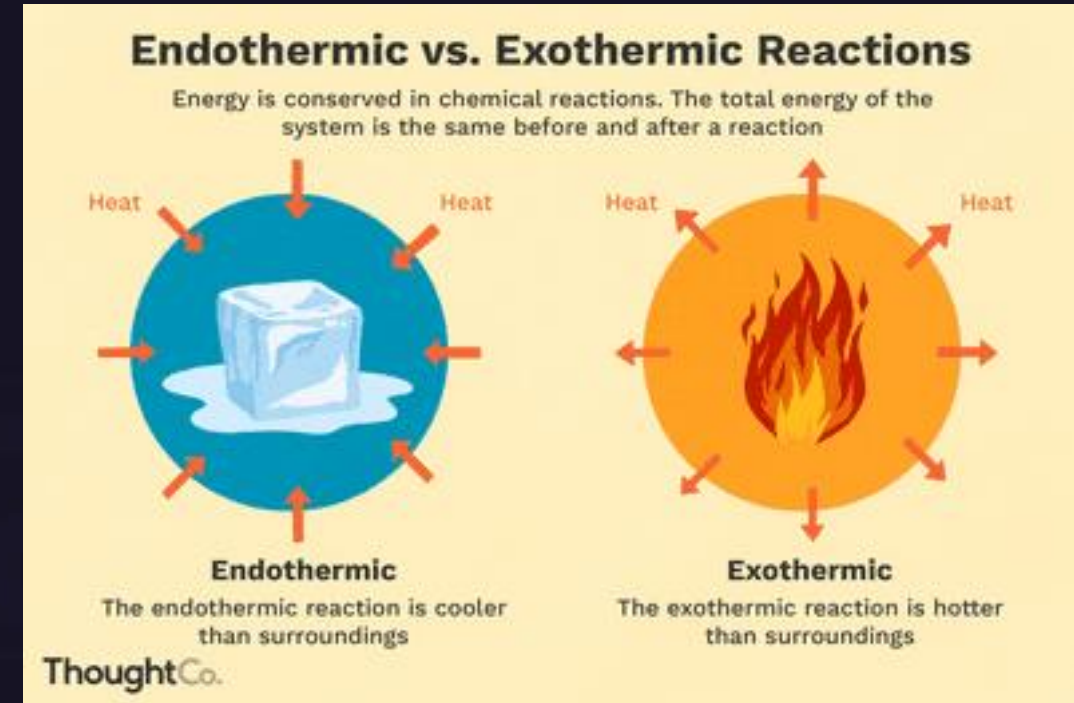 Endothermic vs. Exothermic Reactions
Energy is conserved in chemical reactions. The total energy of the
system is the same before and after a reaction
Heat
Heat
Heat
Heat
Endothermic
The endothermic reaction is cooler
than surroundings
Exothermic
The exothermic reaction is hotter
than surroundings
ThoughtCo.